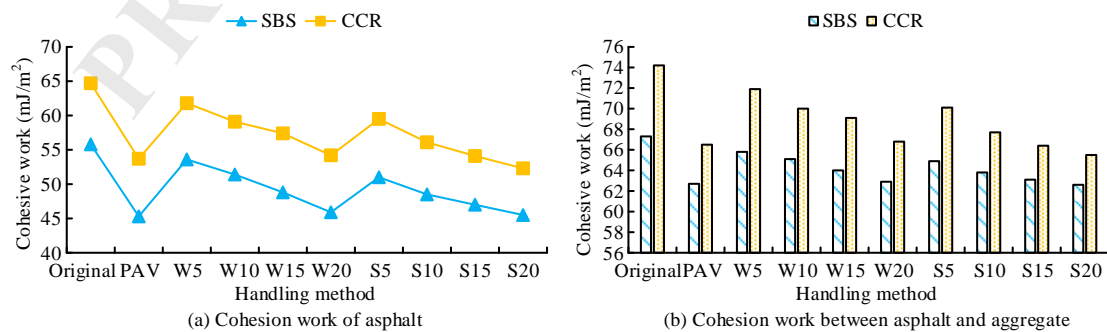 PR
SBS CCR
Cohesion work (mJ/m²)
70
65
60
55
50
45
40
Original PAV W5 W10 W15 W20 S5 S10 S15 S20
Handling method
(a) Cohesion work of asphalt
SBS CCR
Cohesive work (mJ/m²)
76
74
72
70
68
66
64
62
60
58
56
Original PAV W5 W10 W15 W20 S5 S10 S15 S20
Handling method
(b) Cohesion work between asphalt and aggregate